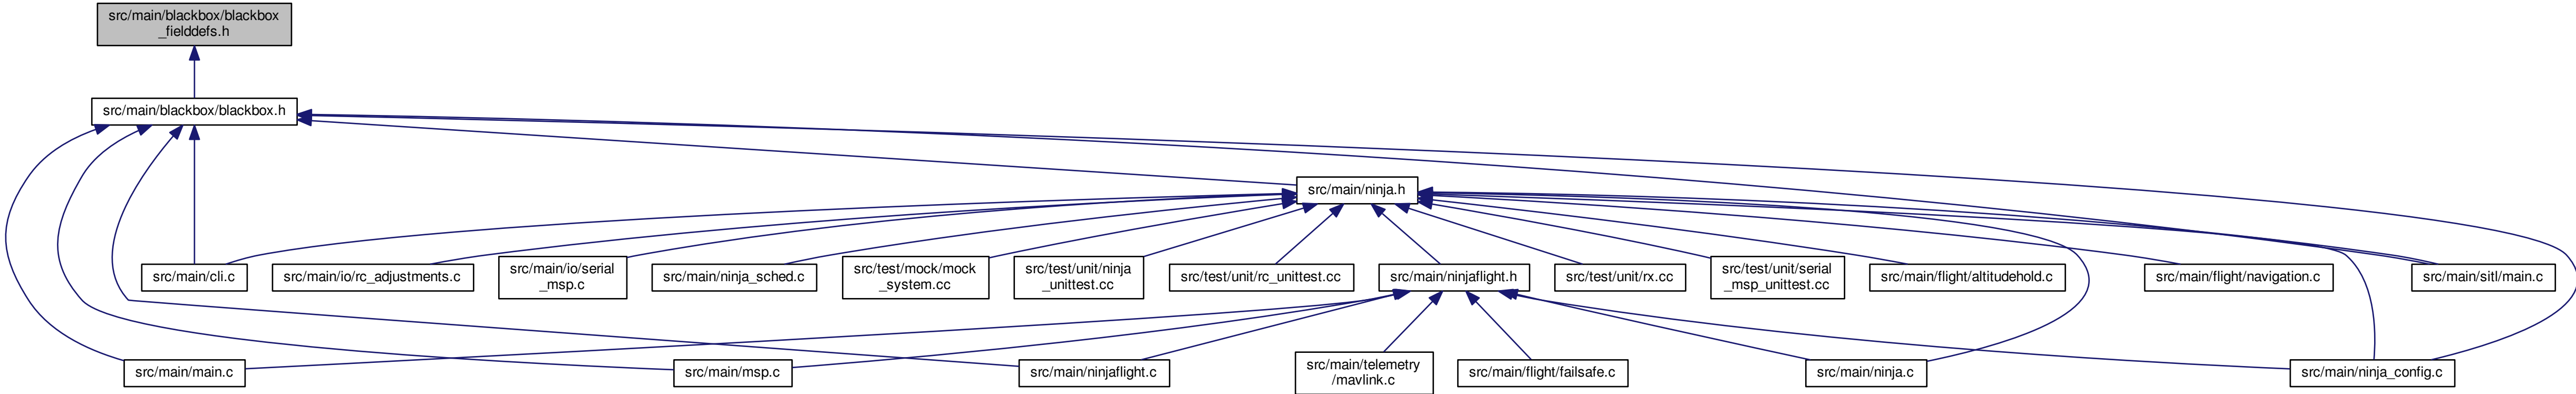 src/main/blackbox/blackbox
_fielddefs.h
src/main/blackbox/blackbox.h
src/main/ninja.h
src/main/cli.c
src/main/io/rc_adjustments.c
src/main/io/serial
_msp.c
src/main/ninja_sched.c
src/test/mock/mock
_system.cc
src/test/unit/ninja
_unittest.cc
src/test/unit/rc_unittest.cc
src/main/ninjaflight.h
src/test/unit/rx.cc
src/test/unit/serial
_msp_unittest.cc
src/main/flight/altitudehold.c
src/main/flight/navigation.c
src/main/sitl/main.c
src/main/main.c
src/main/msp.c
src/main/ninjaflight.c
src/main/telemetry
/mavlink.c
src/main/flight/failsafe.c
src/main/ninja.c
src/main/ninja_config.c